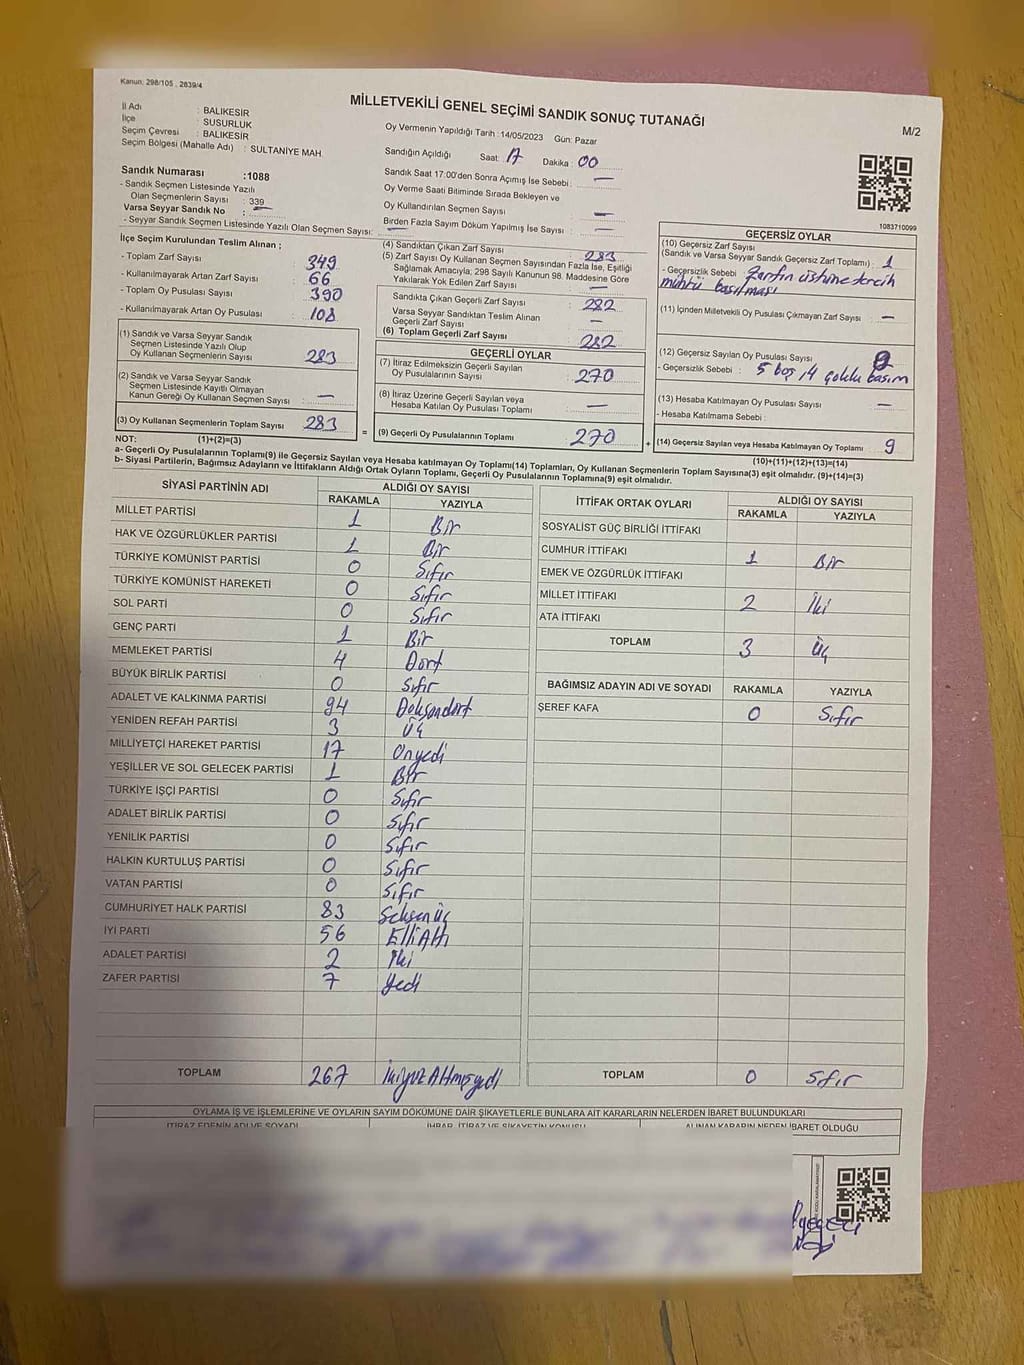 Kanun: 298/105 , 2839/4
MİLLETVEKİLİ GENEL SEÇİMİ SANDIK SONUÇ TUTANAĞI
M/2
İl Adı : BALIKESİR
İlçe : SUSURLUK
Seçim Çevresi : BALIKESİR
Seçim Bölgesi (Mahalle Adı) : SULTANİYE MAH.
Oy Vermenin Yapıldığı Tarih : 14/05/2023 Gün: Pazar
Sandığın Açıldığı Saat: 17 Dakika : 00
Sandık Saat 17:00'den Sonra Açımış İse Sebebi : —
Oy Verme Saati Bitiminde Sırada Bekleyen ve
Oy Kullandırılan Seçmen Sayısı : —
Birden Fazla Sayım Döküm Yapılmış İse Sayısı : —
Sandık Numarası :1088
- Sandık Seçmen Listesinde Yazılı
Olan Seçmenlerin Sayısı : 339
Varsa Seyyar Sandık No : —
- Seyyar Sandık Seçmen Listesinde Yazılı Olan Seçmen Sayısı: —
1083710099
İlçe Seçim Kurulundan Teslim Alınan ;
- Toplam Zarf Sayısı : 349
- Kullanılmayarak Artan Zarf Sayısı : 66
- Toplam Oy Pusulası Sayısı : 390
- Kullanılmayarak Artan Oy Pusulası : 108
(4) Sandıktan Çıkan Zarf Sayısı : 283
(5) Zarf Sayısı Oy Kullanan Seçmen Sayısından Fazla İse, Eşitliği
Sağlamak Amacıyla; 298 Sayılı Kanunun 98. Maddesine Göre
Yakılarak Yok Edilen Zarf Sayısı : —
Sandıkta Çıkan Geçerli Zarf Sayısı : 282
Varsa Seyyar Sandıktan Teslim Alınan
Geçerli Zarf Sayısı : —
(6) Toplam Geçerli Zarf Sayısı : 282
GEÇERSİZ OYLAR
(10) Geçersiz Zarf Sayısı
(Sandık ve Varsa Seyyar Sandık Geçersiz Zarf Toplamı) : 1
- Geçersizlik Sebebi : Zarfın üstüne tercih
mührü basılması
(11) İçinden Milletvekili Oy Pusulası Çıkmayan Zarf Sayısı : —
(12) Geçersiz Sayılan Oy Pusulası Sayısı
- Geçersizlik Sebebi : 5 boş
(13) Hesaba Katılmayan Oy Pusulası Sayısı : —
- Hesaba Katılmama Sebebi :
(14) Geçersiz Sayılan veya Hesaba Katılmayan Oy Toplamı : 9
(10)+(11)+(12)+(13)=(14)
(1) Sandık ve Varsa Seyyar Sandık
Seçmen Listesinde Yazılı Olup
Oy Kullanan Seçmenlerin Sayısı : 283
(2) Sandık ve Varsa Seyyar Sandık
Seçmen Listesinde Kayıtlı Olmayan
Kanun Gereği Oy Kullanan Seçmen Sayısı : —
(3) Oy Kullanan Seçmenlerin Toplam Sayısı : 283
GEÇERLİ OYLAR
(7) İtiraz Edilmeksizin Geçerli Sayılan
Oy Pusulalarının Sayısı : 270
(8) İtiraz Üzerine Geçerli Sayılan veya
Hesaba Katılan Oy Pusulası Toplamı : —
= (9) Geçerli Oy Pusulalarının Toplamı : 270 +
NOT: (1)+(2)=(3)
a- Geçerli Oy Pusulalarının Toplamı(9) ile Geçersiz Sayılan veya Hesaba katılmayan Oy Toplamı(14) Toplamları, Oy Kullanan Seçmenlerin Toplam Sayısına(3) eşit olmalıdır. (9)+(14)=(3)
b- Siyasi Partilerin, Bağımsız Adayların ve İttifakların Aldığı Ortak Oyların Toplamı, Geçerli Oy Pusulalarının Toplamına(9) eşit olmalıdır.
SİYASİ PARTİNİN ADI ALDIĞI OY SAYISI
RAKAMLA YAZIYLA
MİLLET PARTİSİ 1 Bir
HAK VE ÖZGÜRLÜKLER PARTİSİ 1 Bir
TÜRKİYE KOMÜNİST PARTİSİ 0 Sıfır
TÜRKİYE KOMÜNİST HAREKETİ 0 Sıfır
SOL PARTİ 0 Sıfır
GENÇ PARTİ 1 Bir
MEMLEKET PARTİSİ 4 Dört
BÜYÜK BİRLİK PARTİSİ 0 Sıfır
ADALET VE KALKINMA PARTİSİ 94 Doksandört
YENİDEN REFAH PARTİSİ 3 Üç
MİLLİYETÇİ HAREKET PARTİSİ 17 Onyedi
YEŞİLLER VE SOL GELECEK PARTİSİ 1 Bir
TÜRKİYE İŞÇİ PARTİSİ 0 Sıfır
ADALET BİRLİK PARTİSİ 0 Sıfır
YENİLİK PARTİSİ 0 Sıfır
HALKIN KURTULUŞ PARTİSİ 0 Sıfır
VATAN PARTİSİ 0 Sıfır
CUMHURİYET HALK PARTİSİ 83 Seksen üç
İYİ PARTİ 56 Elli Altı
ADALET PARTİSİ 2 İki
ZAFER PARTİSİ 7 Yedi
TOPLAM 267 İkiyüz Altmışyedi
İTTİFAK ORTAK OYLARI ALDIĞI OY SAYISI
RAKAMLA YAZIYLA
SOSYALİST GÜÇ BİRLİĞİ İTTİFAKI
CUMHUR İTTİFAKI 1 Bir
EMEK VE ÖZGÜRLÜK İTTİFAKI
MİLLET İTTİFAKI 2 İki
ATA İTTİFAKI
TOPLAM 3 Üç
BAĞIMSIZ ADAYIN ADI VE SOYADI RAKAMLA YAZIYLA
ŞEREF KAFA 0 Sıfır
TOPLAM 0 Sıfır
OYLAMA İŞ VE İŞLEMLERİNE VE OYLARIN SAYIM DÖKÜMÜNE DAİR ŞİKAYETLERLE BUNLARA AİT KARARLARIN NELERDEN İBARET BULUNDUKLARI
İTİRAZ EDENİN ADI VE SOYADI İHBAR, İTİRAZ VE ŞİKAYETİN KONUSU ALINAN KARARIN NEDEN İBARET OLDUĞU